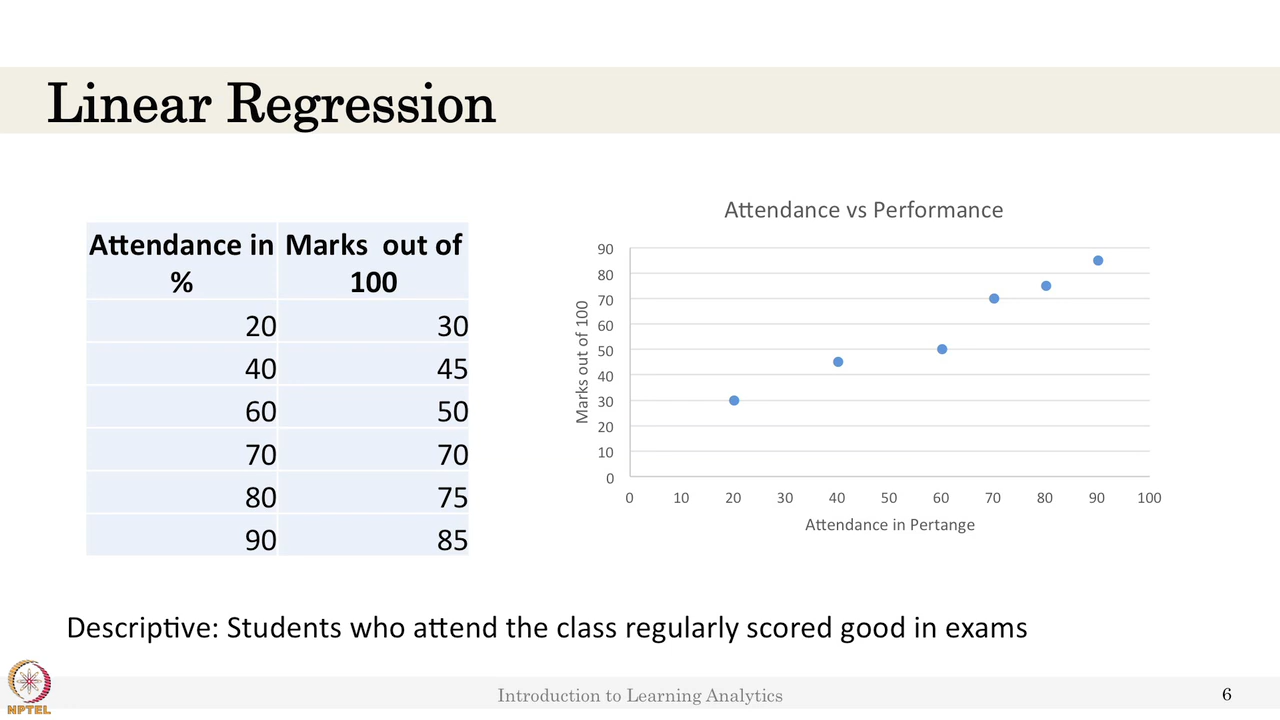 Linear Regression
Attendance in Marks out of
% 100
20 30
40 45
60 50
70 70
80 75
90 85
Attendance vs Performance
90
80
70
60
50
40
30
20
10
0
Marks out of 100
0 10 20 30 40 50 60 70 80 90 100
Attendance in Pertange
Descriptive: Students who attend the class regularly scored good in exams
NPTEL
Introduction to Learning Analytics
6